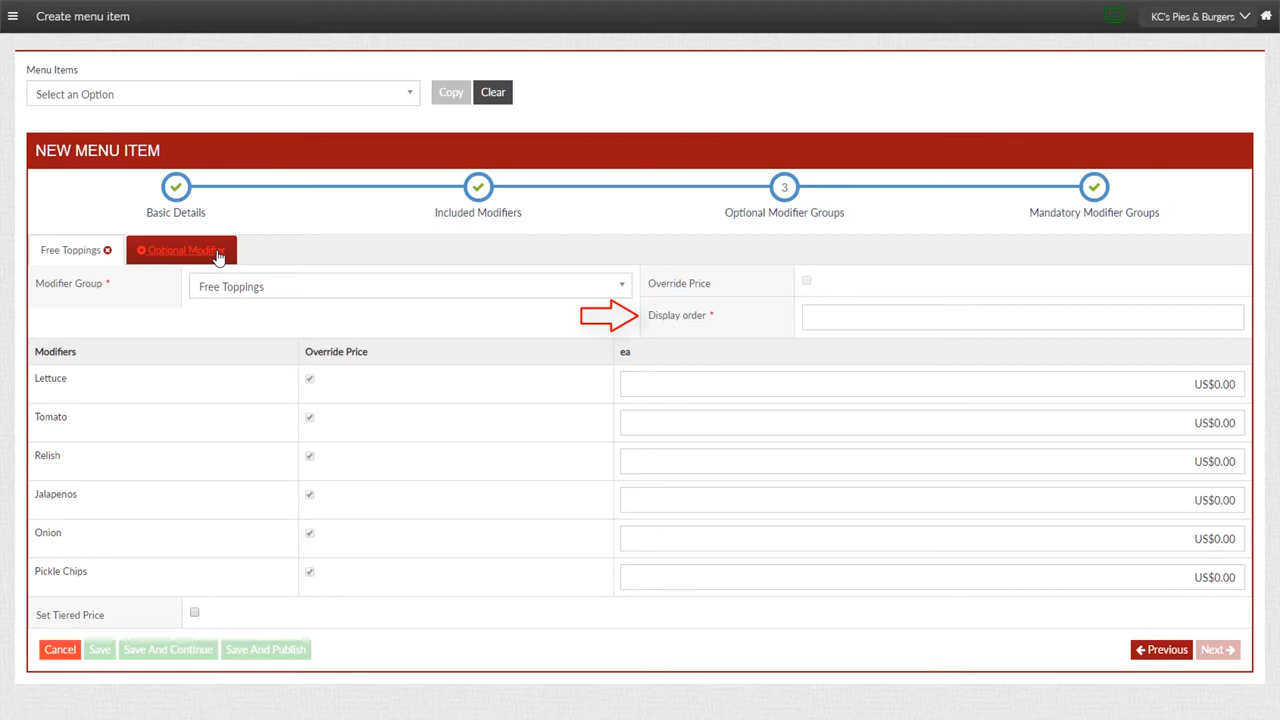 Create menu item
KC's Pies & Burgers
Menu Items
Select an Option
Copy
Clear
NEW MENU ITEM
3
Basic Details
Included Modifiers
Optional Modifier Groups
Mandatory Modifier Groups
Free Toppings
Optional Modifier
Modifier Group *
Free Toppings
Override Price
Display order *
Modifiers
Override Price
ea
Lettuce
US$0.00
Tomato
US$0.00
Relish
US$0.00
Jalapenos
US$0.00
Onion
US$0.00
Pickle Chips
US$0.00
Set Tiered Price
Cancel
Save
Save And Continue
Save And Publish
Previous
Next